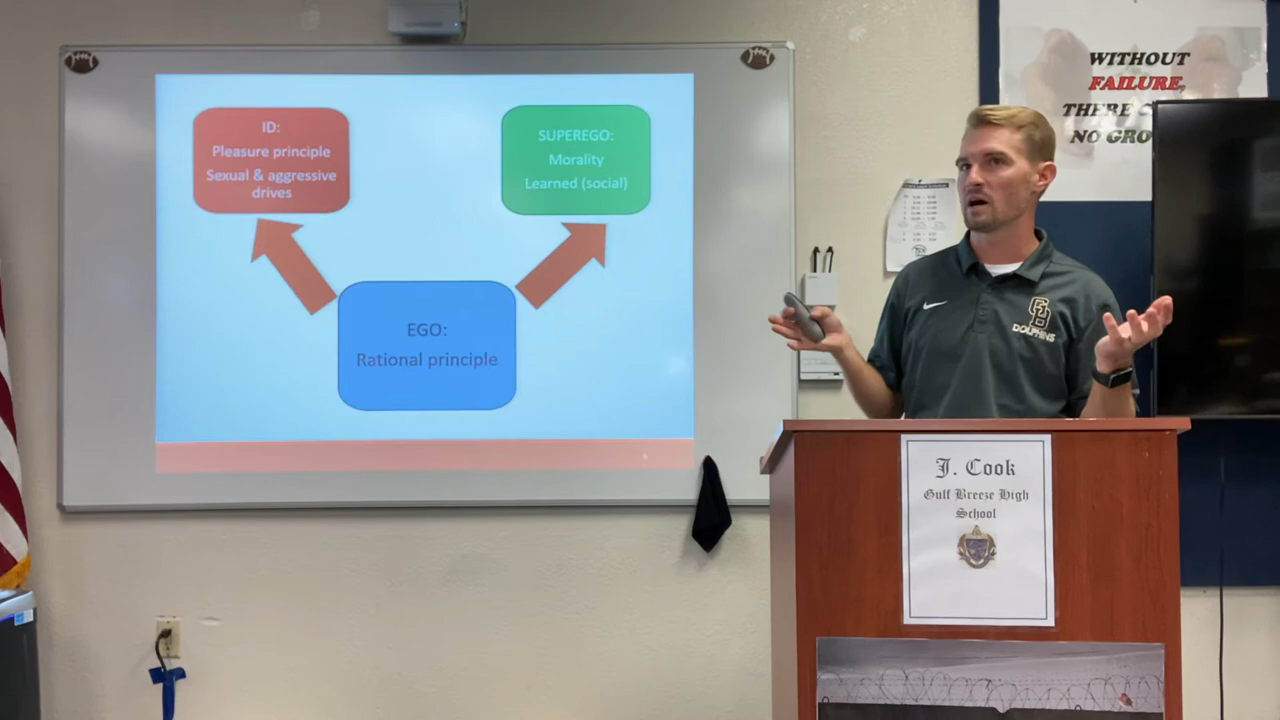 ID:
Pleasure principle
Sexual & aggressive
drives
SUPEREGO:
Morality
Learned (social)
EGO:
Rational principle
WITHOUT
FAILURE,
THERE
NO
GB
DOLPHINS
J. Cook
Gulf Breeze High
School